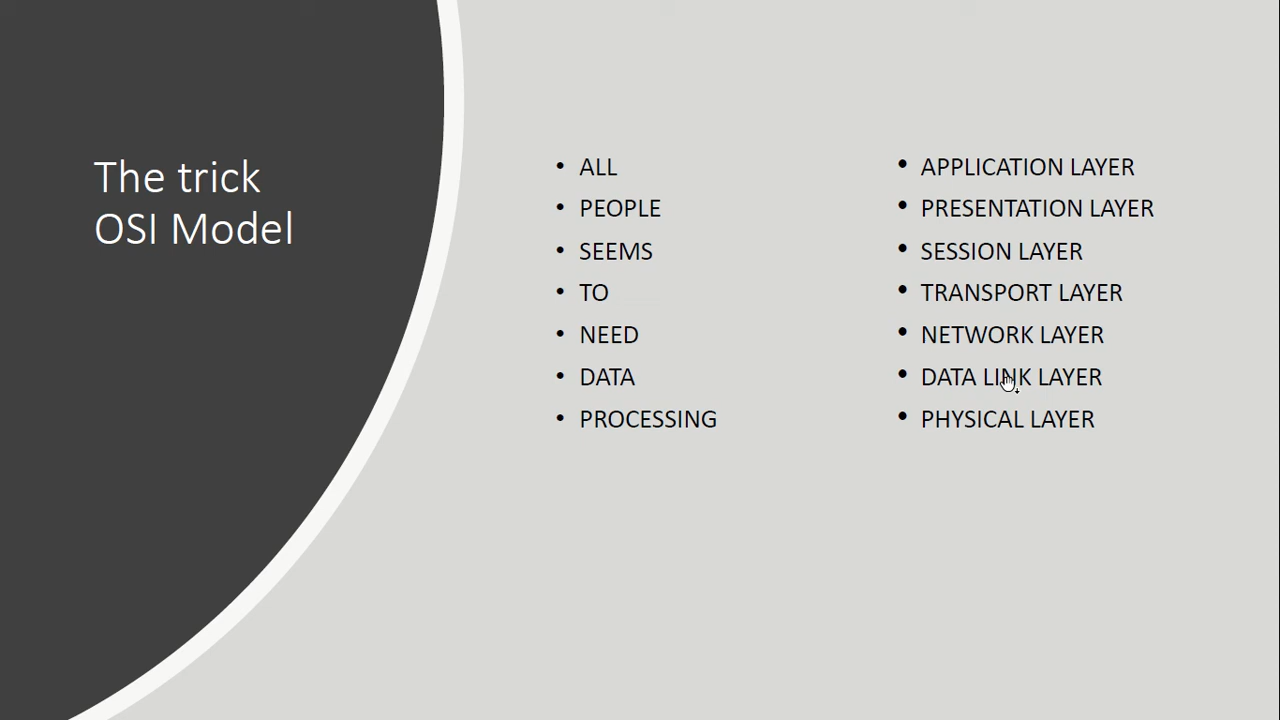 The trick
OSI Model
• ALL
• PEOPLE
• SEEMS
• TO
• NEED
• DATA
• PROCESSING
• APPLICATION LAYER
• PRESENTATION LAYER
• SESSION LAYER
• TRANSPORT LAYER
• NETWORK LAYER
• DATA LINK LAYER
• PHYSICAL LAYER